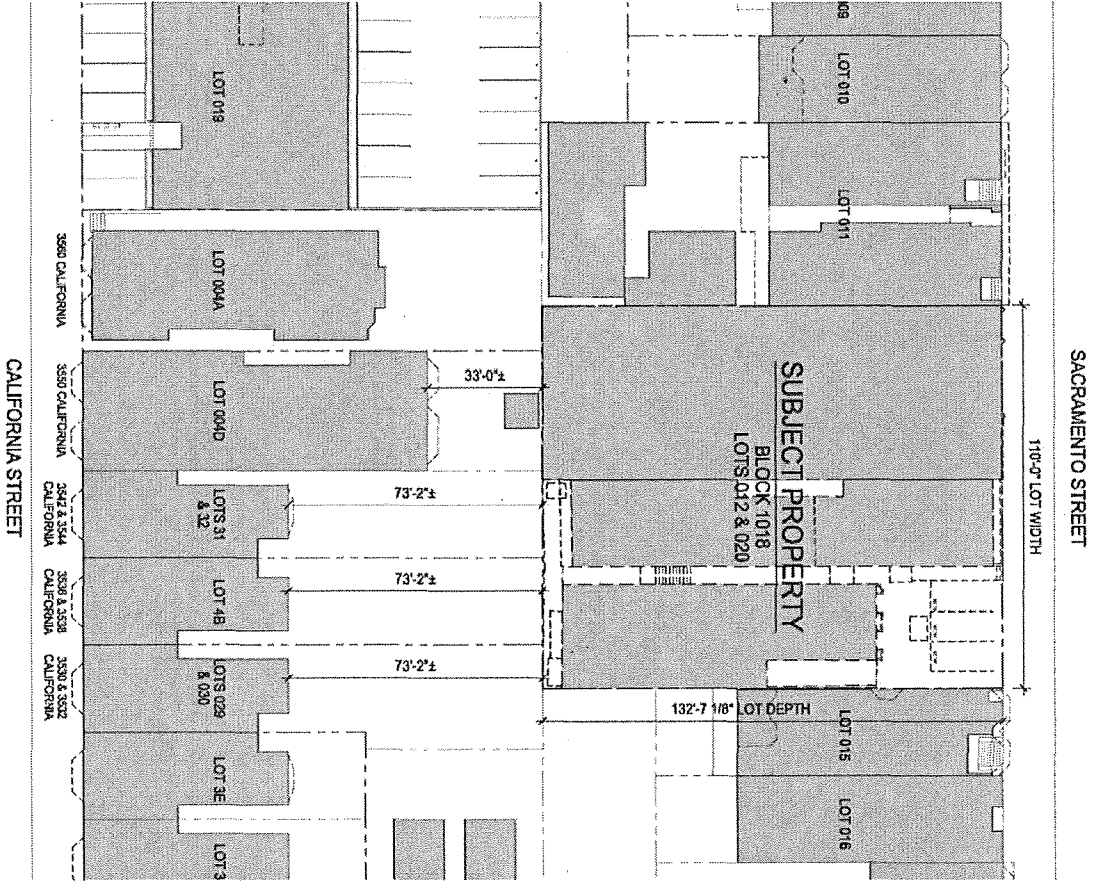 SACRAMENTO STREET
110'-0" LOT WIDTH
009
LOT 010
LOT 011
SUBJECT PROPERTY
BLOCK 1018
LOTS 012 & 020
132'-7 1/8" LOT DEPTH
LOT 015
LOT 016
33'-0"±
73'-2"±
73'-2"±
73'-2"±
LOT 019
LOT 004A
LOT 004D
LOTS 31
& 32
LOT 4B
LOTS 029
& 030
LOT 3E
LOT 3
3560 CALIFORNIA
3550 CALIFORNIA
3542 & 3544
CALIFORNIA
3536 & 3538
CALIFORNIA
3530 & 3532
CALIFORNIA
CALIFORNIA STREET